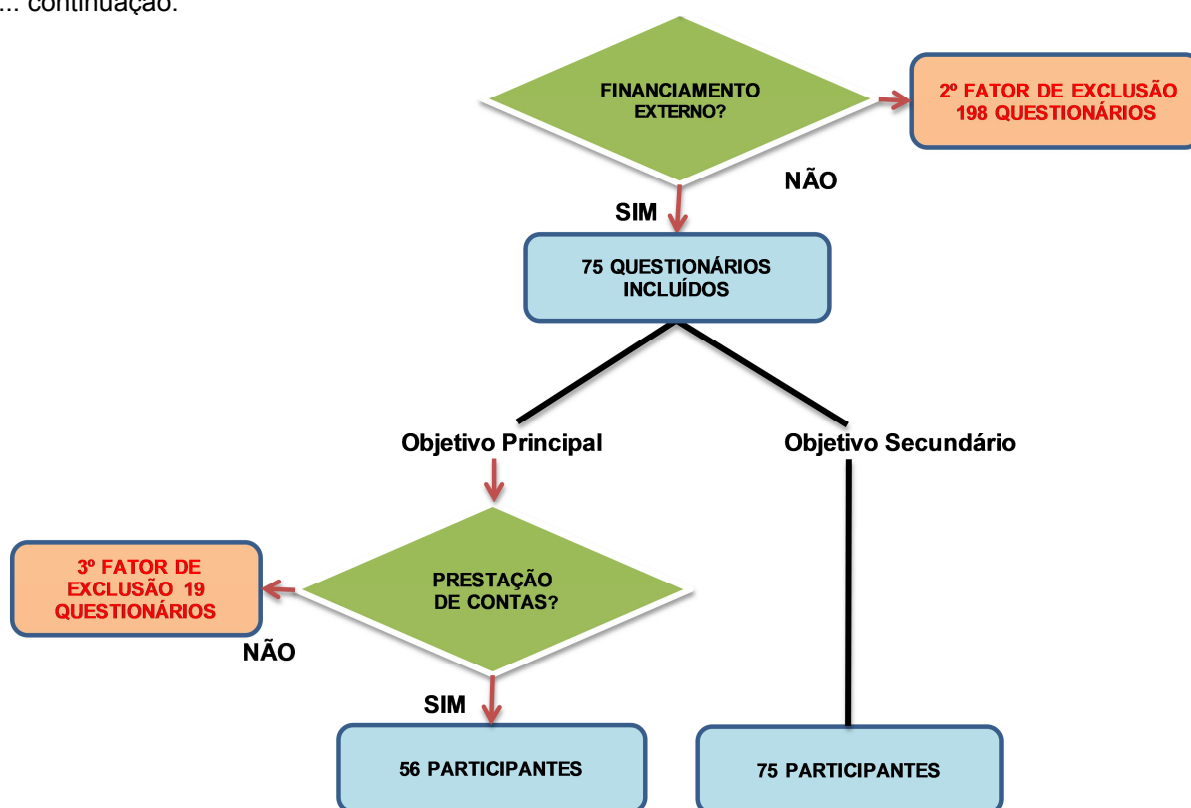 ... continuação.
FINANCIAMENTO
EXTERNO?
2º FATOR DE EXCLUSÃO
198 QUESTIONÁRIOS
NÃO
SIM
75 QUESTIONÁRIOS
INCLUÍDOS
Objetivo Principal
Objetivo Secundário
3º FATOR DE
EXCLUSÃO 19
QUESTIONÁRIOS
PRESTAÇÃO
DE CONTAS?
NÃO
SIM
56 PARTICIPANTES
75 PARTICIPANTES